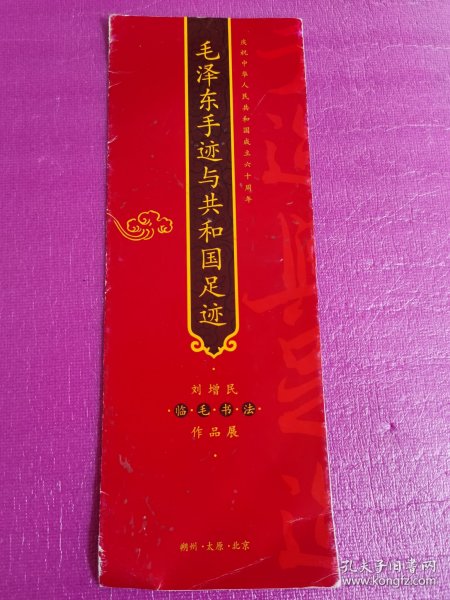 庆祝中华人民共和国成立六十周年
毛泽东手迹与共和国足迹
刘增民
临·毛·书·法
作品展
朔州·太原·北京
孔夫子旧书网
www.kongfz.com